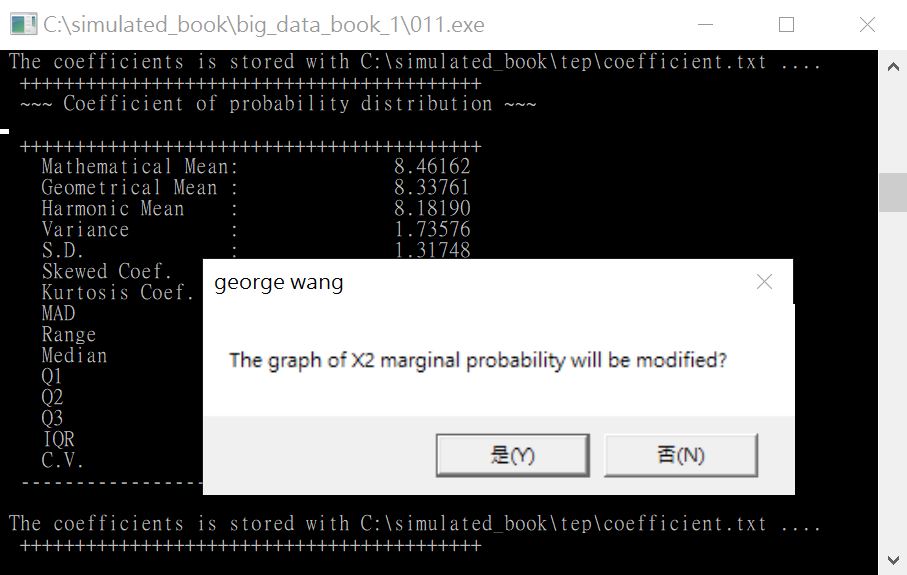 C:\simulated_book\big_data_book_1\011.exe
The coefficients is stored with C:\simulated_book\tep\coefficient.txt ....
++++++++++++++++++++++++++++++++++++++++++
~~~ Coefficient of probability distribution ~~~
++++++++++++++++++++++++++++++++++++++++++
Mathematical Mean: 8.46162
Geometrical Mean : 8.33761
Harmonic Mean : 8.18190
Variance : 1.73576
S.D. : 1.31748
Skewed Coef.
Kurtosis Coef.
MAD
Range
Median
Q1
Q2
Q3
IQR
C.V.
-----------------
george wang
The graph of X2 marginal probability will be modified?
是(Y)
否(N)
The coefficients is stored with C:\simulated_book\tep\coefficient.txt ....
++++++++++++++++++++++++++++++++++++++++++